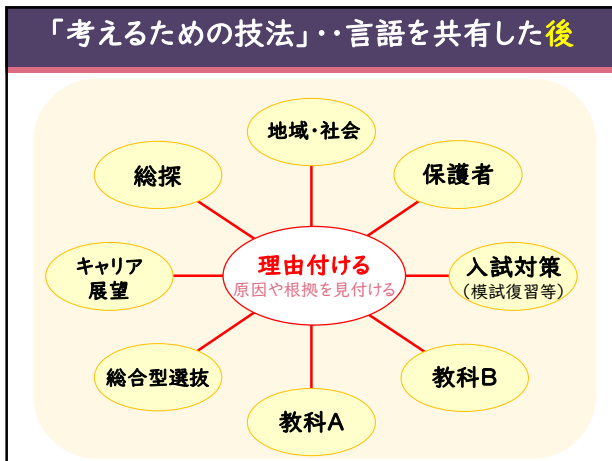 「考えるための技法」‥言語を共有した後
地域・社会
総探
保護者
キャリア
展望
理由付ける
原因や根拠を見付ける
入試対策
（模試復習等）
総合型選抜
教科B
教科A